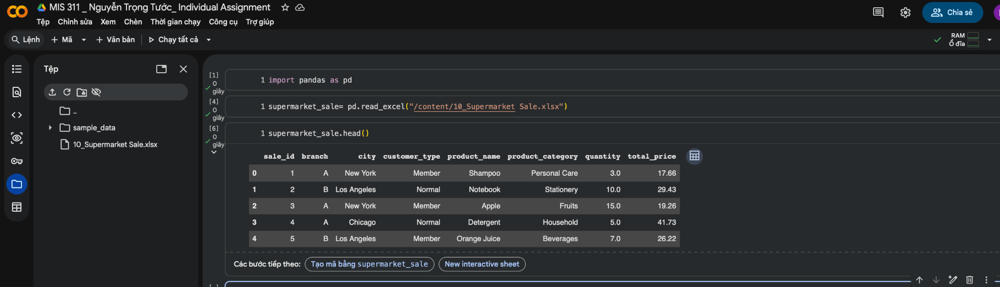 MIS 311 _ Nguyễn Trọng Tước_ Individual Assignment
Tệp Chỉnh sửa Xem Chèn Thời gian chạy Công cụ Trợ giúp
Chia sẻ
Lệnh + Mã + Văn bản Chạy tất cả
RAM
Ổ đĩa
Tệp
..
sample_data
10_Supermarket Sale.xlsx
[1]
0
giây
1 import pandas as pd
[4]
0
giây
1 supermarket_sale= pd.read_excel("/content/10_Supermarket Sale.xlsx")
[6]
0
giây
1 supermarket_sale.head()
sale_id branch city customer_type product_name product_category quantity total_price
0 1 A New York Member Shampoo Personal Care 3.0 17.66
1 2 B Los Angeles Normal Notebook Stationery 10.0 29.43
2 3 A New York Member Apple Fruits 15.0 19.26
3 4 A Chicago Normal Detergent Household 5.0 41.73
4 5 B Los Angeles Member Orange Juice Beverages 7.0 26.22
Các bước tiếp theo: Tạo mã bằng supermarket_sale New interactive sheet
[ ]